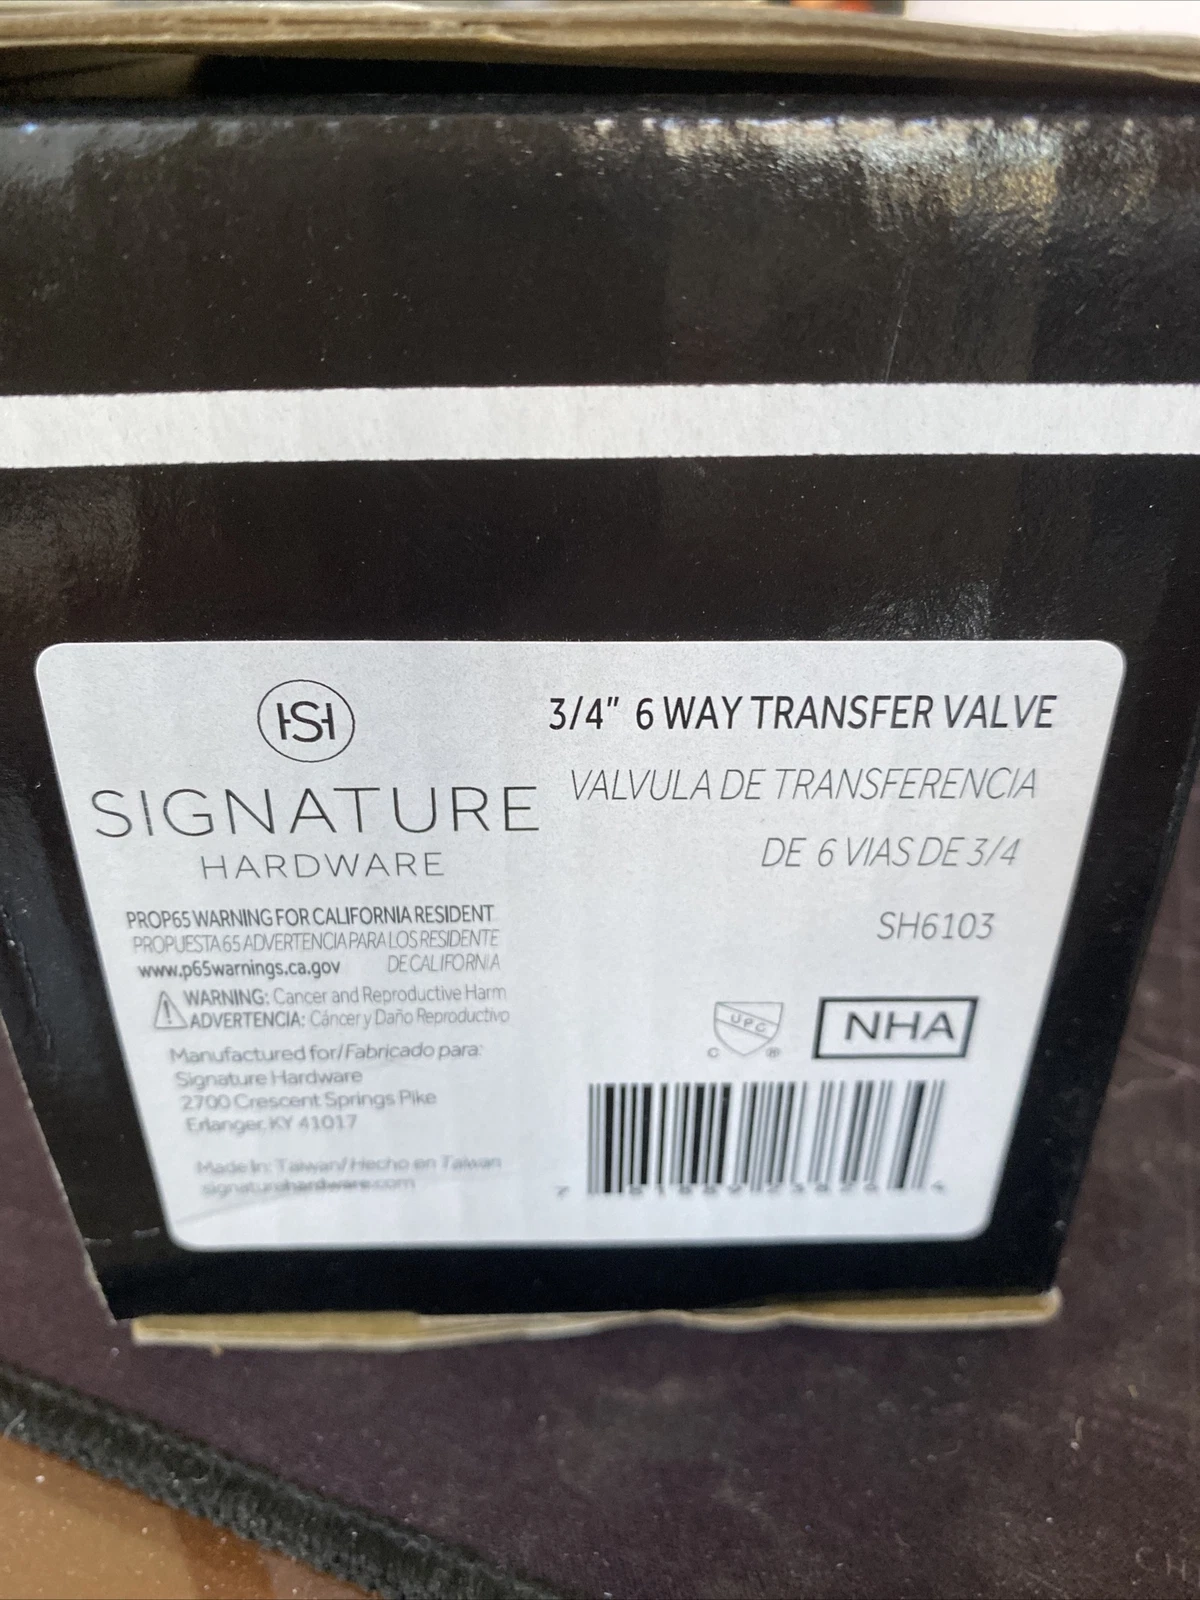 HSH
SIGNATURE
HARDWARE
PROP65 WARNING FOR CALIFORNIA RESIDENT
PROPUESTA 65 ADVERTENCIA PARA LOS RESIDENTE
DE CALIFORNIA
www.p65warnings.ca.gov
WARNING: Cancer and Reproductive Harm
ADVERTENCIA: Cáncer y Daño Reproductivo
Manufactured for/Fabricado para:
Signature Hardware
2700 Crescent Springs Pike
Erlanger, KY 41017
Made In: Taiwan/Hecho en Taiwan
signaturehardware.com
3/4" 6 WAY TRANSFER VALVE
VALVULA DE TRANSFERENCIA
DE 6 VIAS DE 3/4
SH6103
UPC
C ®
NHA